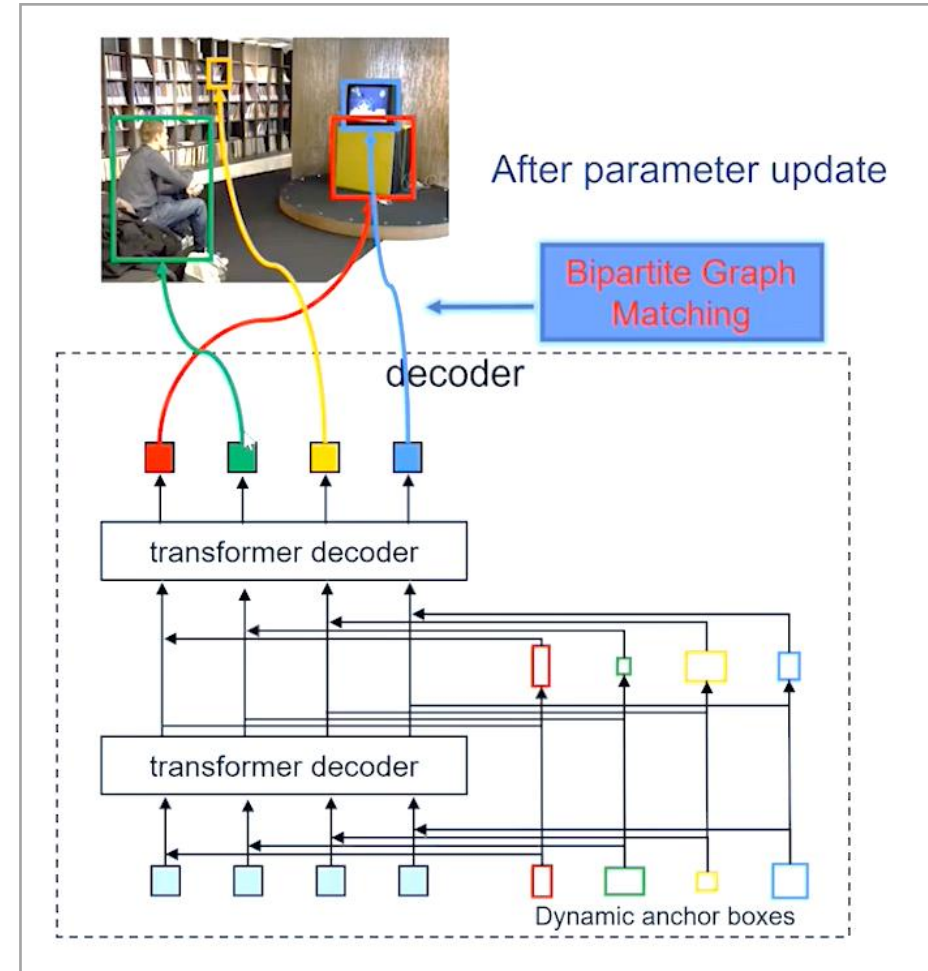 After parameter update
Bipartite Graph
Matching
decoder
transformer decoder
transformer decoder
Dynamic anchor boxes